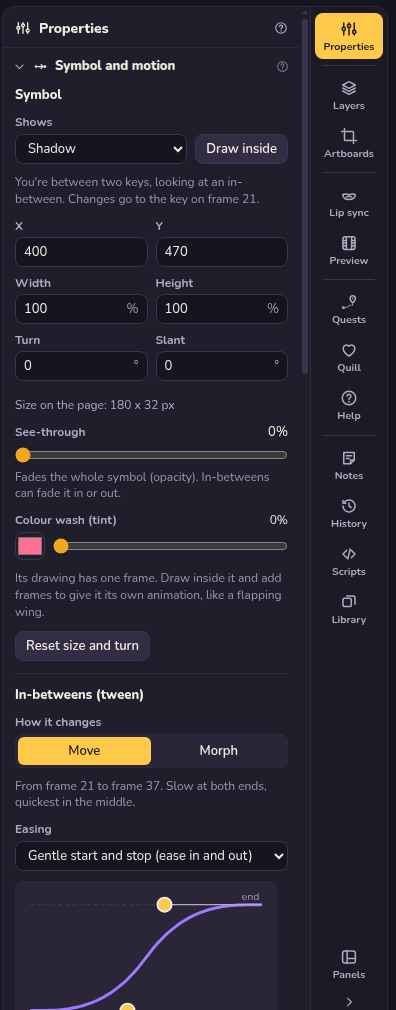 Properties
Symbol and motion
Symbol
Shows
Shadow
Draw inside
You're between two keys, looking at an in-
between. Changes go to the key on frame 21.
X
Y
400
470
Width
Height
100 %
100 %
Turn
Slant
0 °
0 °
Size on the page: 180 x 32 px
See-through
0%
Fades the whole symbol (opacity). In-betweens
can fade it in or out.
Colour wash (tint)
0%
Its drawing has one frame. Draw inside it and add
frames to give it its own animation, like a flapping
wing.
Reset size and turn
In-betweens (tween)
How it changes
Move
Morph
From frame 21 to frame 37. Slow at both ends,
quickest in the middle.
Easing
Gentle start and stop (ease in and out)
end
Properties
Layers
Artboards
Lip sync
Preview
Quests
Quill
Help
Notes
History
Scripts
Library
Panels